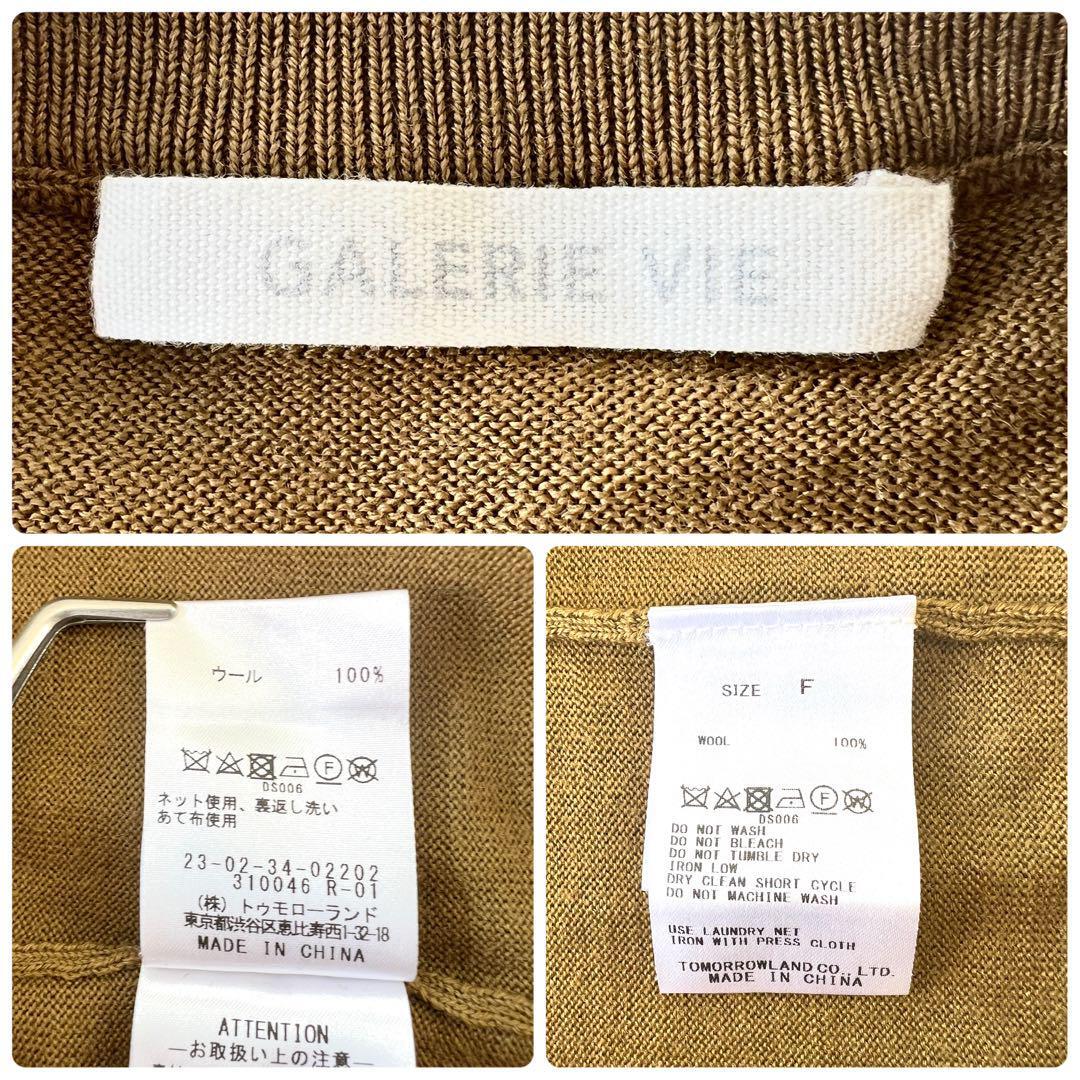 GALERIE VIE
ウール 100%
DS006
ネット使用、裏返し洗い
あて布使用
23-02-34-02202
310046 R-01
(株) トゥモローランド
東京都渋谷区恵比寿西1-32-18
MADE IN CHINA
ATTENTION
―お取扱い上の注意―
SIZE F
WOOL 100%
DS006
DO NOT WASH
DO NOT BLEACH
DO NOT TUMBLE DRY
IRON LOW
DRY CLEAN SHORT CYCLE
DO NOT MACHINE WASH
USE LAUNDRY NET
IRON WITH PRESS CLOTH
TOMORROWLAND CO., LTD.
MADE IN CHINA